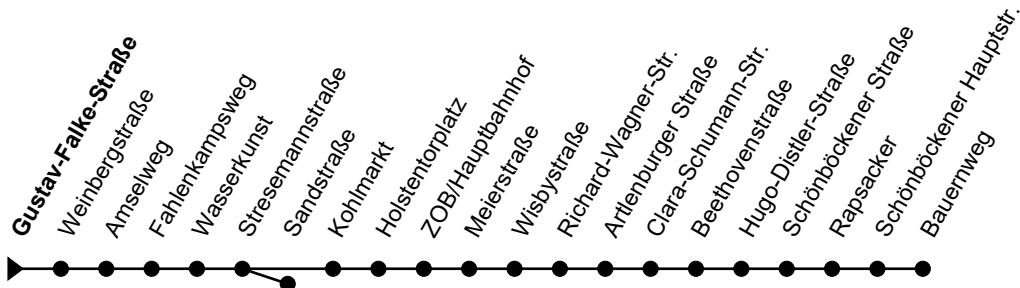 Gustav-Falke-Straße
Weinbergstraße
Amselweg
Fahlenkampsweg
Wasserkunst
Stresemannstraße
Sandstraße
Kohlmarkt
Holstentorplatz
ZOB/Hauptbahnhof
Meierstraße
Wisbystraße
Richard-Wagner-Str.
Artlenburger Straße
Clara-Schumann-Str.
Beethovenstraße
Hugo-Distler-Straße
Schönböckener Straße
Rapsacker
Schönböckener Hauptstr.
Bauernweg